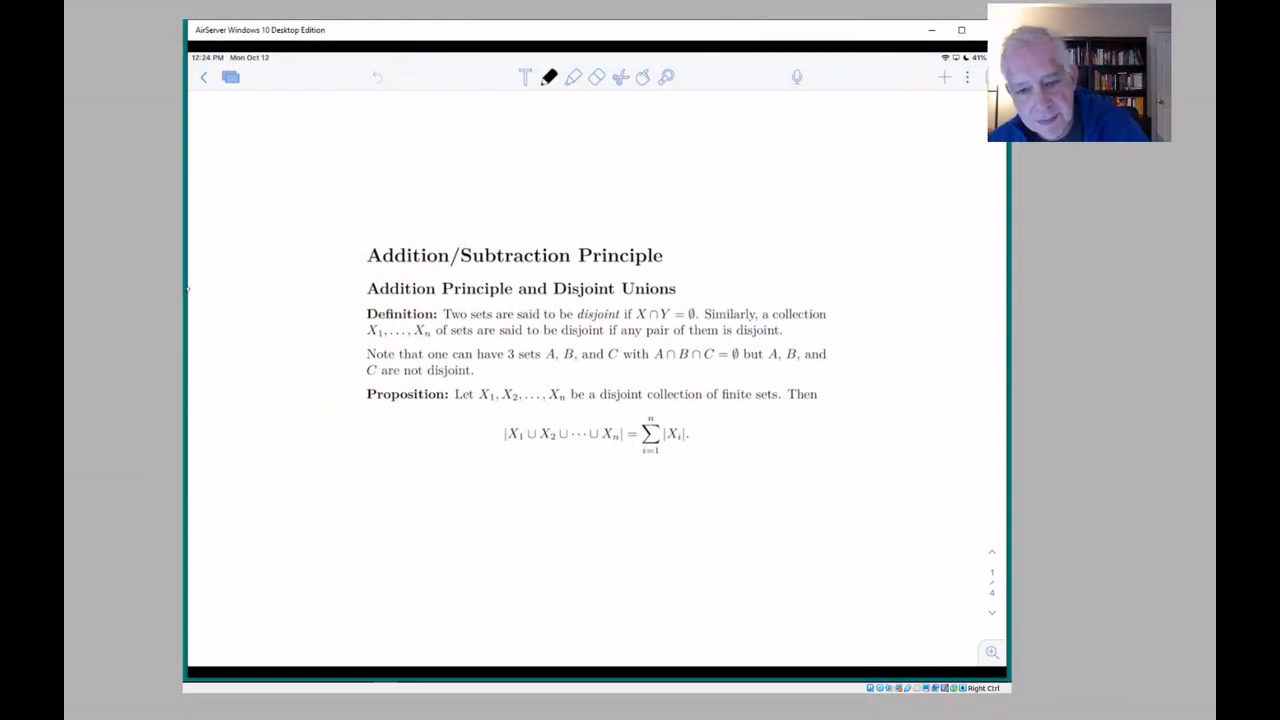 AirServer Windows 10 Desktop Edition
12:24 PM Mon Oct 12
41%
Addition/Subtraction Principle
Addition Principle and Disjoint Unions
Definition: Two sets are said to be disjoint if X ∩ Y = ∅. Similarly, a collection
X₁, . . . , Xₙ of sets are said to be disjoint if any pair of them is disjoint.
Note that one can have 3 sets A, B, and C with A ∩ B ∩ C = ∅ but A, B, and
C are not disjoint.
Proposition: Let X₁, X₂, . . . , Xₙ be a disjoint collection of finite sets. Then
|X₁ ∪ X₂ ∪ · · · ∪ Xₙ| = ∑ᵢ₌₁ⁿ |Xᵢ|.
1
/
4
Right Ctrl